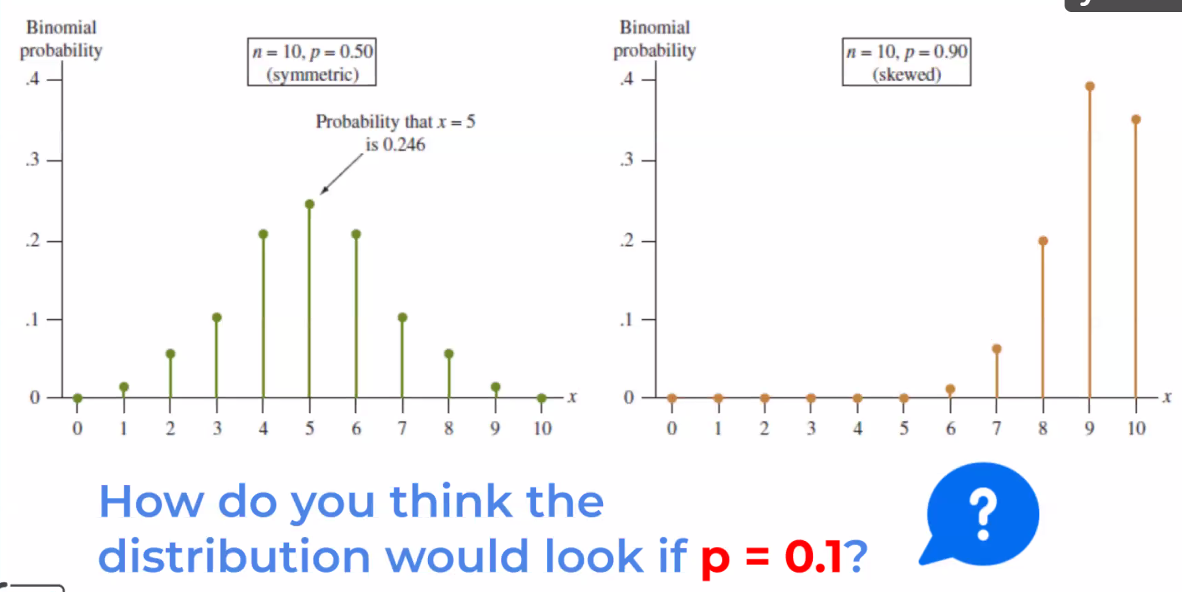 Binomial
probability
n = 10, p = 0.50
(symmetric)
Probability that x = 5
is 0.246
.4
.3
.2
.1
0
0 1 2 3 4 5 6 7 8 9 10
x
Binomial
probability
n = 10, p = 0.90
(skewed)
.4
.3
.2
.1
0
0 1 2 3 4 5 6 7 8 9 10
x
How do you think the
distribution would look if p = 0.1?
?